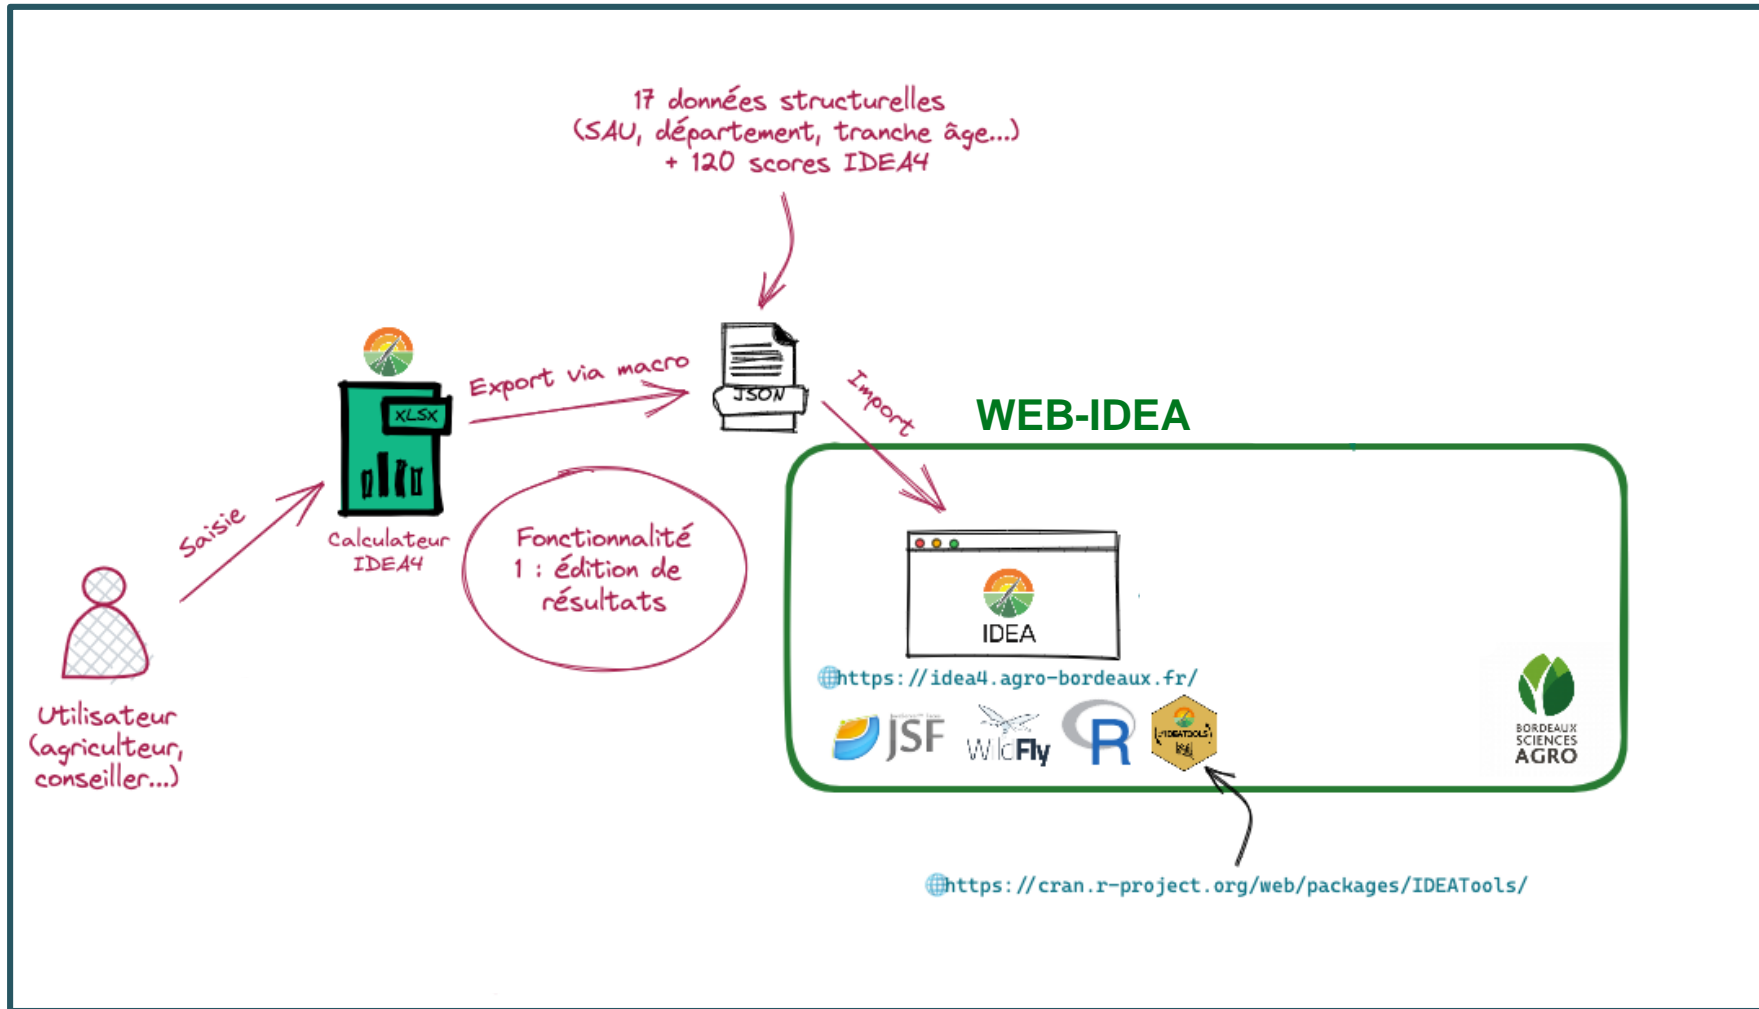 17 données structurelles
(SAU, département, tranche âge...)
+ 120 scores IDEA4
Export via macro
XLSX
JSON
Import
WEB-IDEA
Saisie
Calculateur
IDEA4
Fonctionnalité
1 : édition de
résultats
IDEA
https://idea4.agro-bordeaux.fr/
Utilisateur
(agriculteur,
conseiller...)
JSF
WildFly
R
IDEATOOLS
BORDEAUX
SCIENCES
AGRO
https://cran.r-project.org/web/packages/IDEATools/